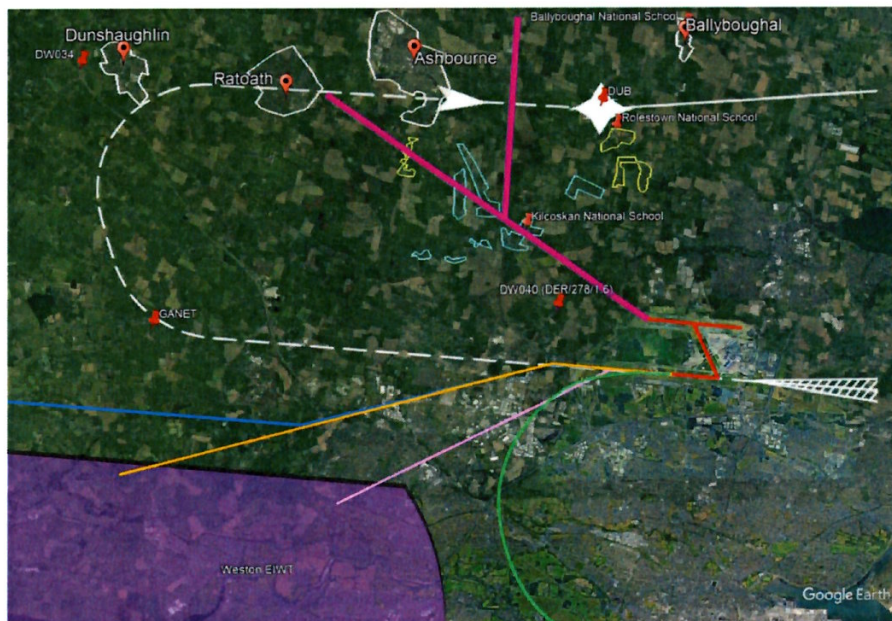 Ballyboughal National School
Ballyboughal
Dunshaughlin
DW034
Ashbourne
Ratoath
DUB
Rolestown National School
Kilcoskan National School
DW040 (DER/278/1.6)
GANET
Weston EIWT
Google Earth